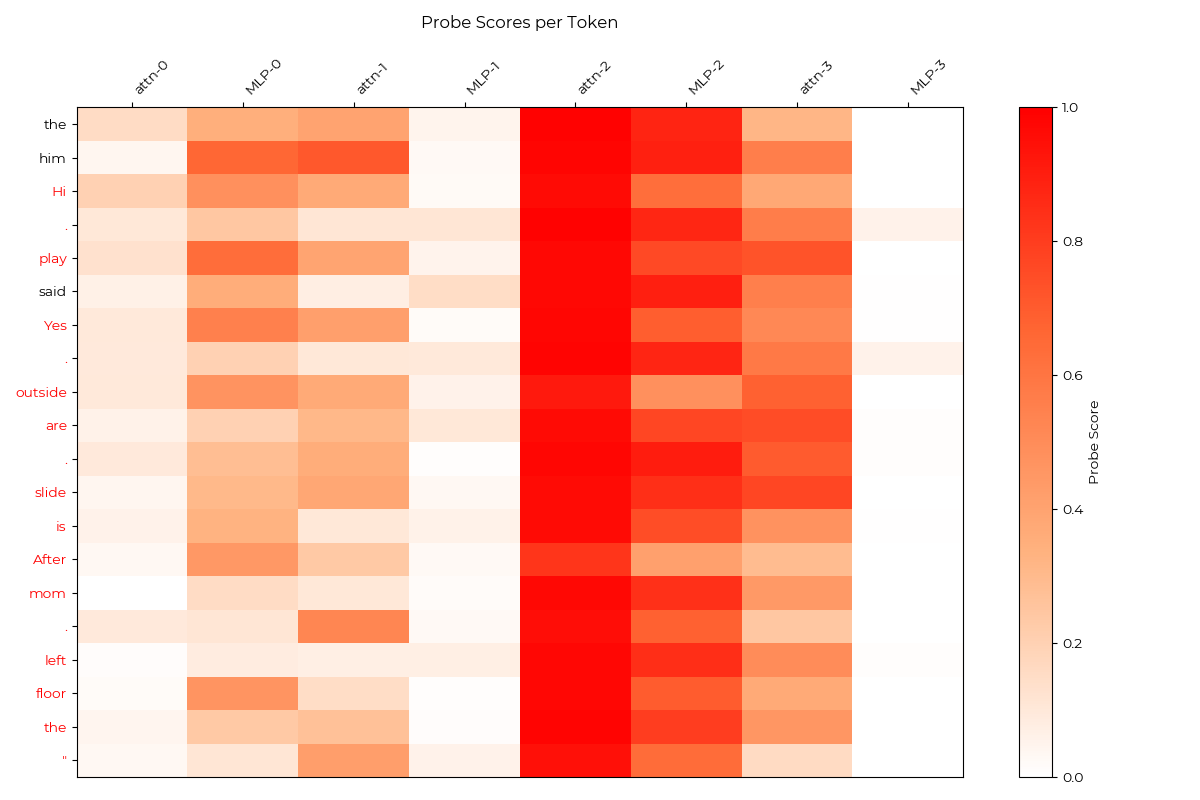 Probe Scores per Token
attn-0 MLP-0 attn-1 MLP-1 attn-2 MLP-2 attn-3 MLP-3
the
him
Hi
.
play
said
Yes
.
outside
are
.
slide
is
After
mom
.
left
floor
the
"
1.0
0.8
0.6
0.4
0.2
0.0
Probe Score